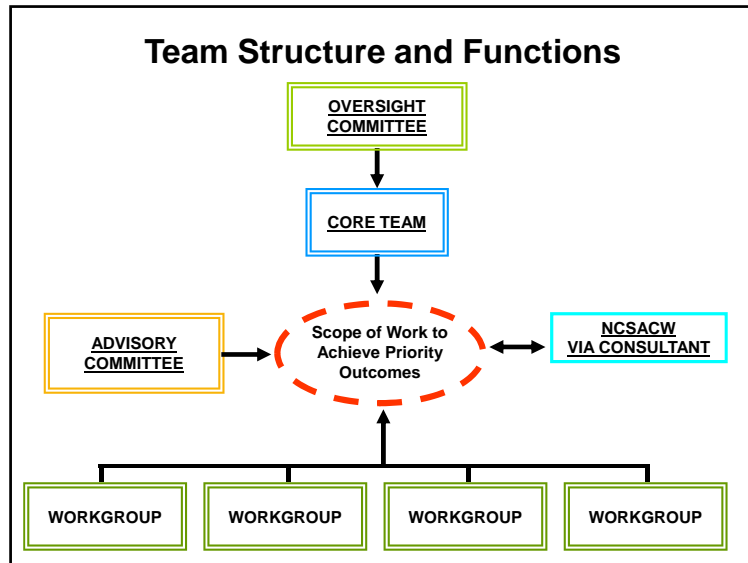 Team Structure and Functions
OVERSIGHT
COMMITTEE
CORE TEAM
Scope of Work to
Achieve Priority
Outcomes
ADVISORY
COMMITTEE
NCSACW
VIA CONSULTANT
WORKGROUP
WORKGROUP
WORKGROUP
WORKGROUP